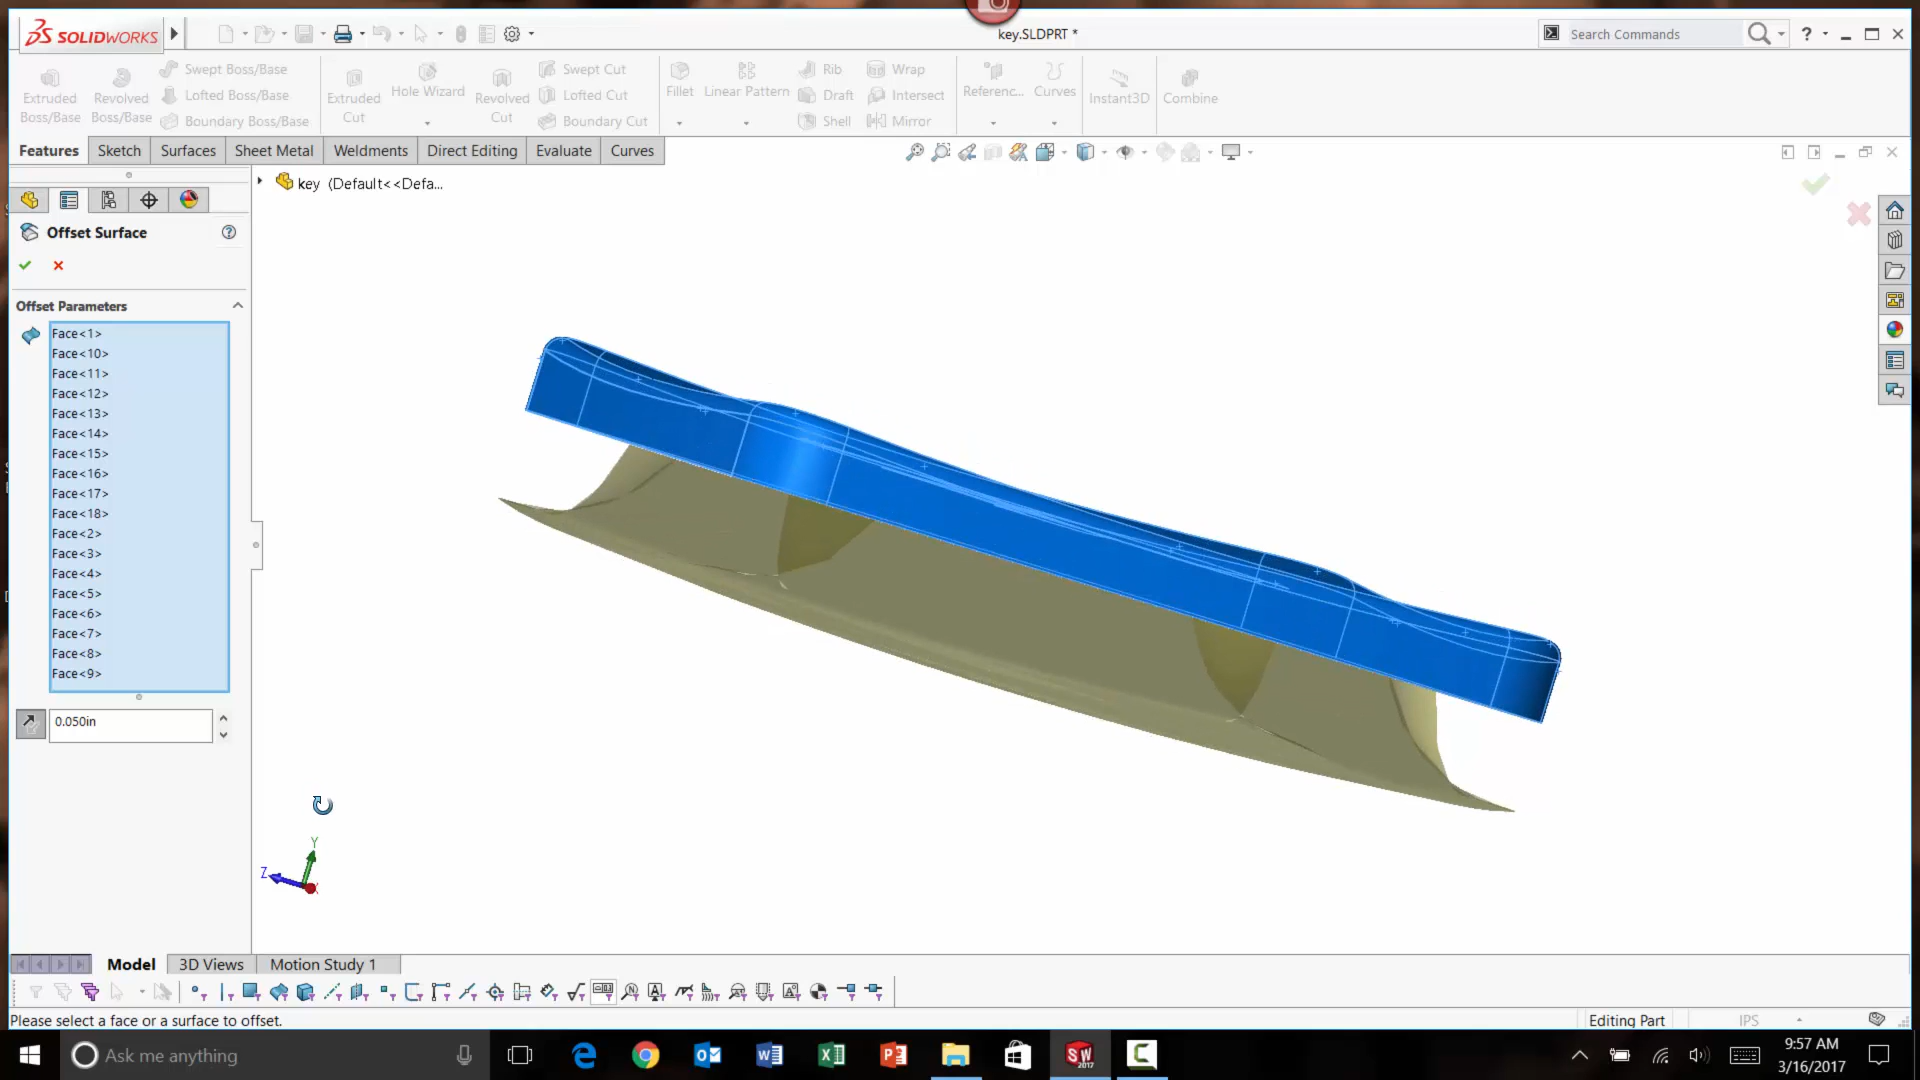 SOLIDWORKS
key.SLDPRT *
Search Commands
?
Extruded Boss/Base
Revolved Boss/Base
Swept Boss/Base
Lofted Boss/Base
Boundary Boss/Base
Extruded Cut
Hole Wizard
Revolved Cut
Swept Cut
Lofted Cut
Boundary Cut
Fillet
Linear Pattern
Rib
Draft
Shell
Wrap
Intersect
Mirror
Referenc...
Curves
Instant3D
Combine
Features
Sketch
Surfaces
Sheet Metal
Weldments
Direct Editing
Evaluate
Curves
key (Default<<Defa...
Offset Surface
?
Offset Parameters
Face<1>
Face<10>
Face<11>
Face<12>
Face<13>
Face<14>
Face<15>
Face<16>
Face<17>
Face<18>
Face<2>
Face<3>
Face<4>
Face<5>
Face<6>
Face<7>
Face<8>
Face<9>
0.050in
Y
Z
Model
3D Views
Motion Study 1
Please select a face or a surface to offset.
Editing Part
IPS
Ask me anything
SW
2017
9:57 AM
3/16/2017